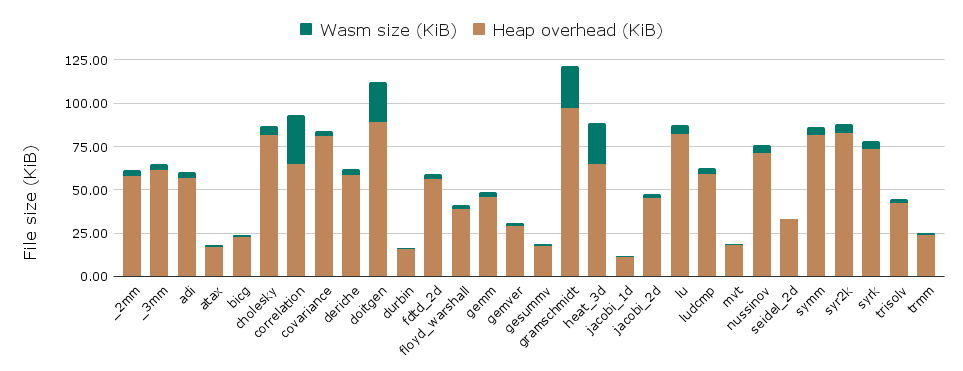 Wasm size (KiB) Heap overhead (KiB)
File size (KiB)
125.00
100.00
75.00
50.00
25.00
0.00
_2mm
_3mm
adi
atax
bicg
cholesky
correlation
covariance
deriche
doitgen
durbin
fdtd_2d
floyd_warshall
gemm
gemver
gesummv
gramschmidt
heat_3d
jacobi_1d
jacobi_2d
lu
ludcmp
mvt
nussinov
seidel_2d
symm
syr2k
syrk
trisolv
trmm